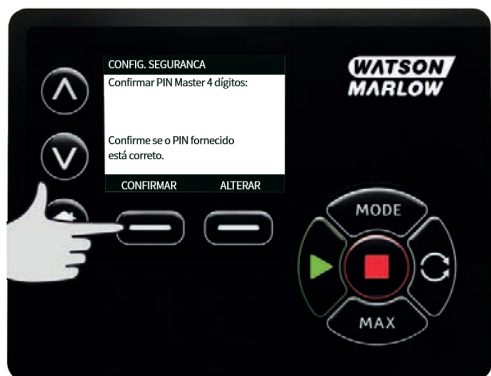 CONFIG. SEGURANCA
Confirmar PIN Master 4 dígitos:
Confirme se o PIN fornecido
está correto.
CONFIRMAR ALTERAR
WATSON
MARLOW
MODE
MAX